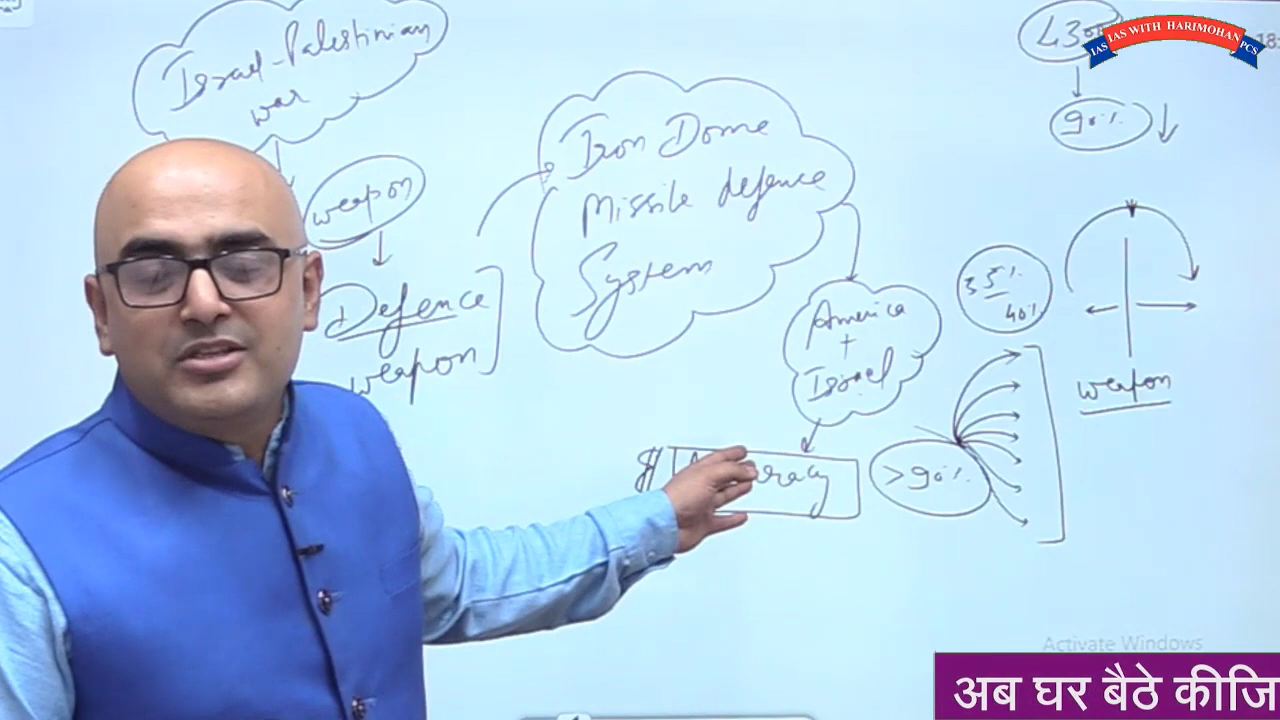 Israel-Palestinian
war
weapon
Defence
weapon
Iron Dome
Missile defence
System
America
+
Israel
>90%
35%
40%
90%
weapon
IAS
IAS WITH HARIMOHAN
PCS
18:
Activate Windows
अब घर बैठे कीजि